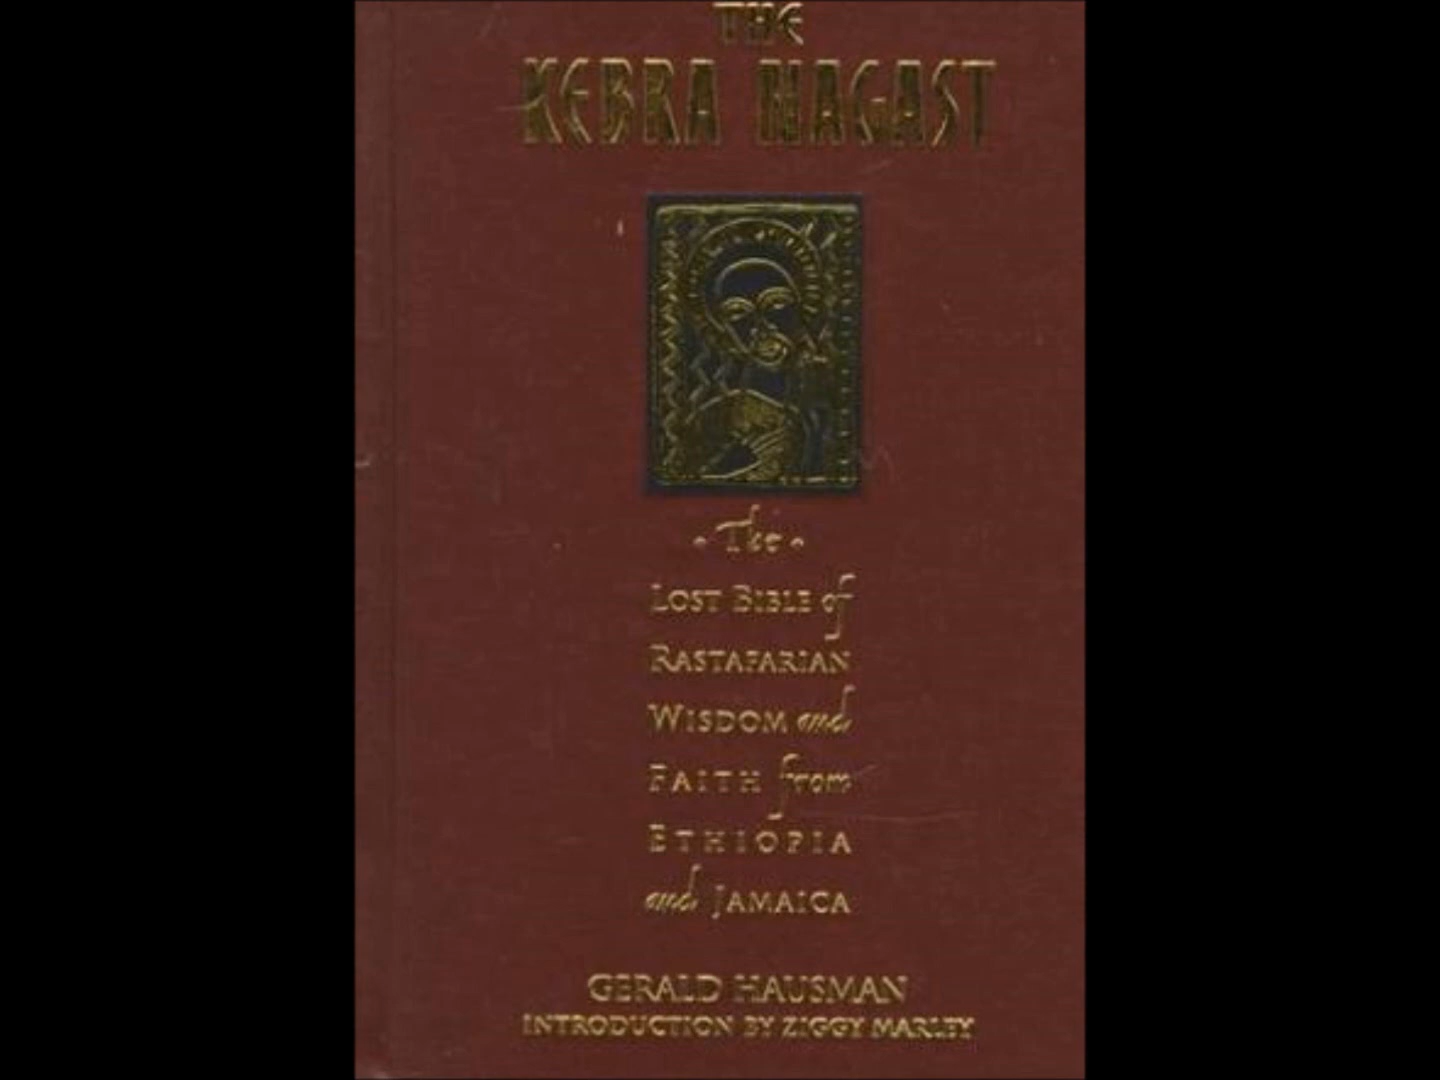 THE
KEBRA NAGAST
• The •
LOST BIBLE of
RASTAFARIAN
WISDOM and
FAITH from
ETHIOPIA
and JAMAICA
GERALD HAUSMAN
INTRODUCTION BY ZIGGY MARLEY